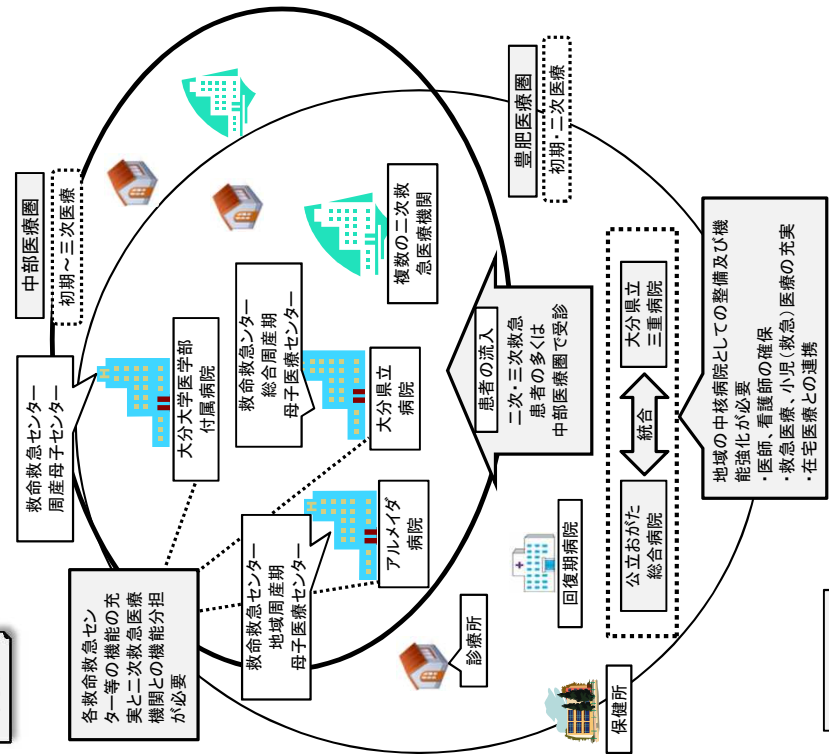 中部医療圏
初期～三次医療
救命救急センター
周産母子センター
大分大学医学部
付属病院
各救命救急セン
ター等の機能の充
実と二次救急医療
機関との機能分担
が必要
救命救急ンター
総合周産期
母子医療センター
大分県立
病院
複数の二次救
急医療機関
救命救急センター
地域周産期
母子医療センター
アルメイダ
病院
診療所
患者の流入
二次・三次救急
患者の多くは
中部医療圏で受診
豊肥医療圏
初期・二次医療
回復期病院
保健所
公立おがた
総合病院
統合
大分県立
三重病院
地域の中核病院としての整備及び機
能強化が必要
・医師、看護師の確保
・救急医療、小児(救急)医療の充実
・在宅医療との連携